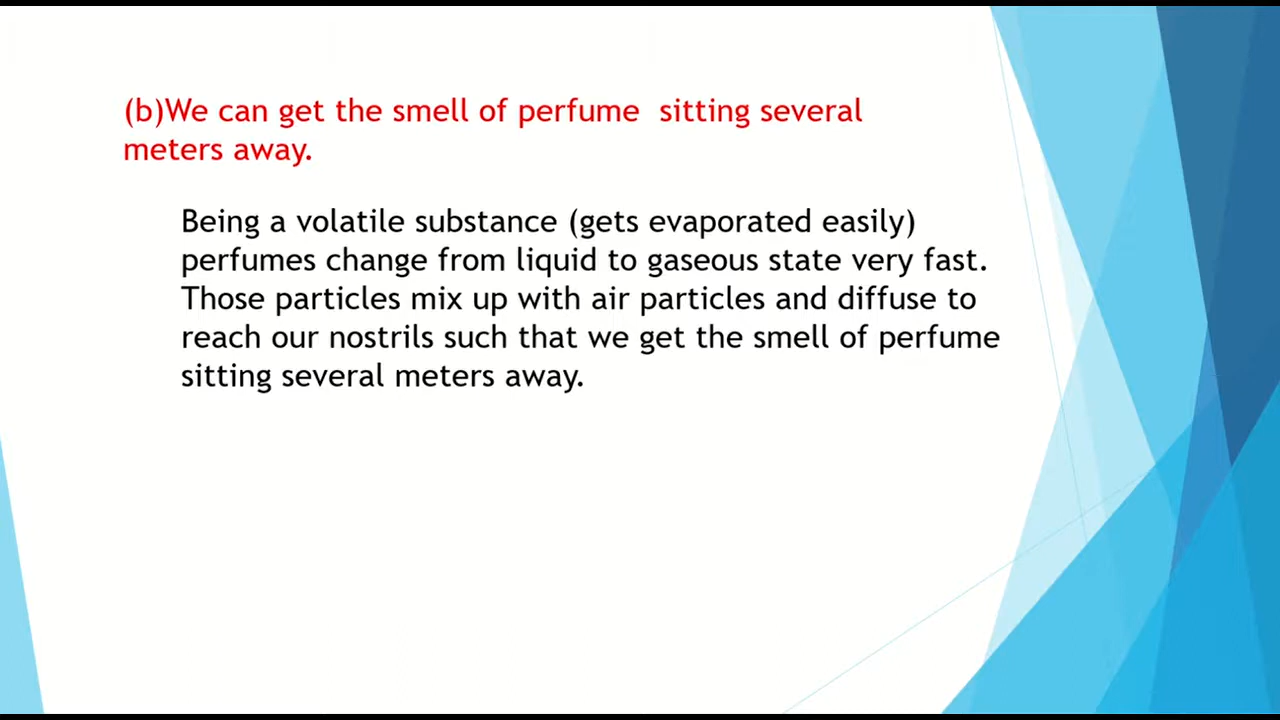 (b)We can get the smell of perfume  sitting several
meters away.
Being a volatile substance (gets evaporated easily)
perfumes change from liquid to gaseous state very fast.
Those particles mix up with air particles and diffuse to
reach our nostrils such that we get the smell of perfume
sitting several meters away.